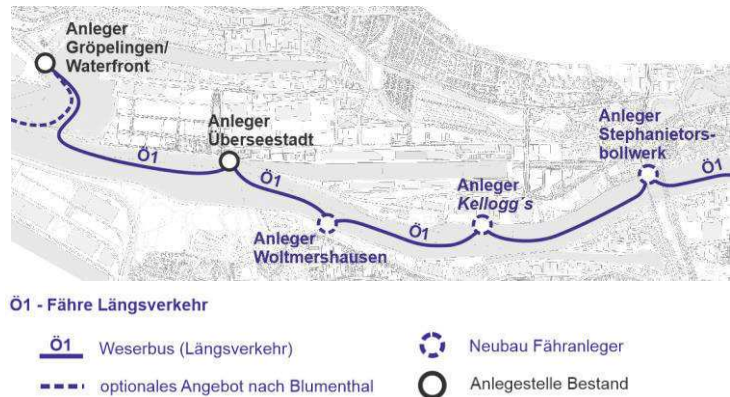 Anleger
Gröpelingen/
Waterfront
Anleger
Überseestadt
Anleger
Stephanietors-
bollwerk
Ö1
Ö1
Ö1
Anleger
Kellogg´s
Ö1
Anleger
Woltmershausen
Ö1 - Fähre Längsverkehr
Ö1 Weserbus (Längsverkehr)
Neubau Fähranleger
optionales Angebot nach Blumenthal
Anlegestelle Bestand